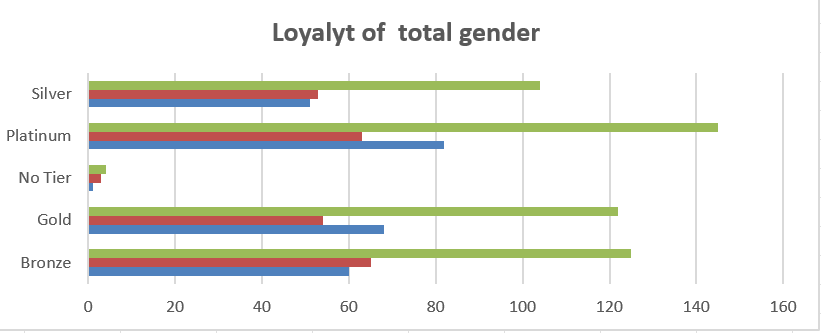 Loyalyt of  total gender
Silver
Platinum
No Tier
Gold
Bronze
0 20 40 60 80 100 120 140 160